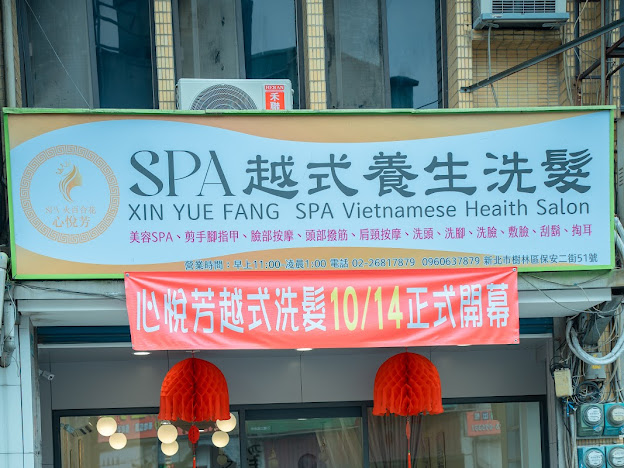 SPA 越式養生洗髮
XIN YUE FANG SPA Vietnamese Heaith Salon
美容SPA、剪手腳指甲、臉部按摩、頭部撥筋、肩頸按摩、洗頭、洗腳、洗臉、敷臉、刮鬍、掏耳
營業時間：早上11:00 凌晨1:00 電話 02-26817879 0960637879 新北市樹林區保安二街51號
心悅芳
心悅芳越式洗髮10/14正式開幕